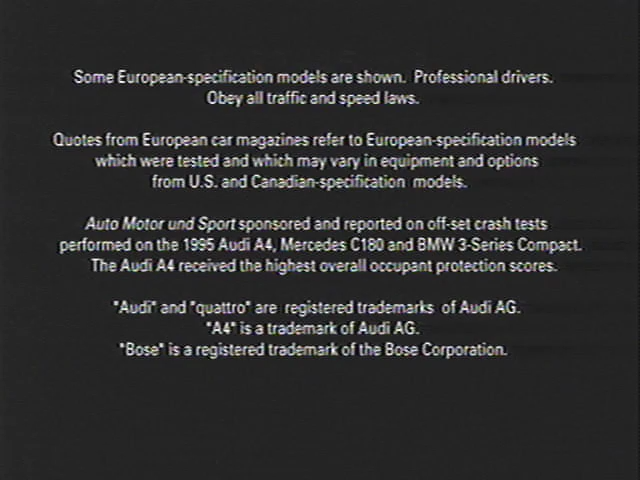 Some European-specification models are shown. Professional drivers.
Obey all traffic and speed laws.
Quotes from European car magazines refer to European-specification models
which were tested and which may vary in equipment and options
from U.S. and Canadian-specification models.
Auto Motor und Sport sponsored and reported on off-set crash tests
performed on the 1995 Audi A4, Mercedes C180 and BMW 3-Series Compact.
The Audi A4 received the highest overall occupant protection scores.
"Audi" and "quattro" are registered trademarks of Audi AG.
"A4" is a trademark of Audi AG.
"Bose" is a registered trademark of the Bose Corporation.